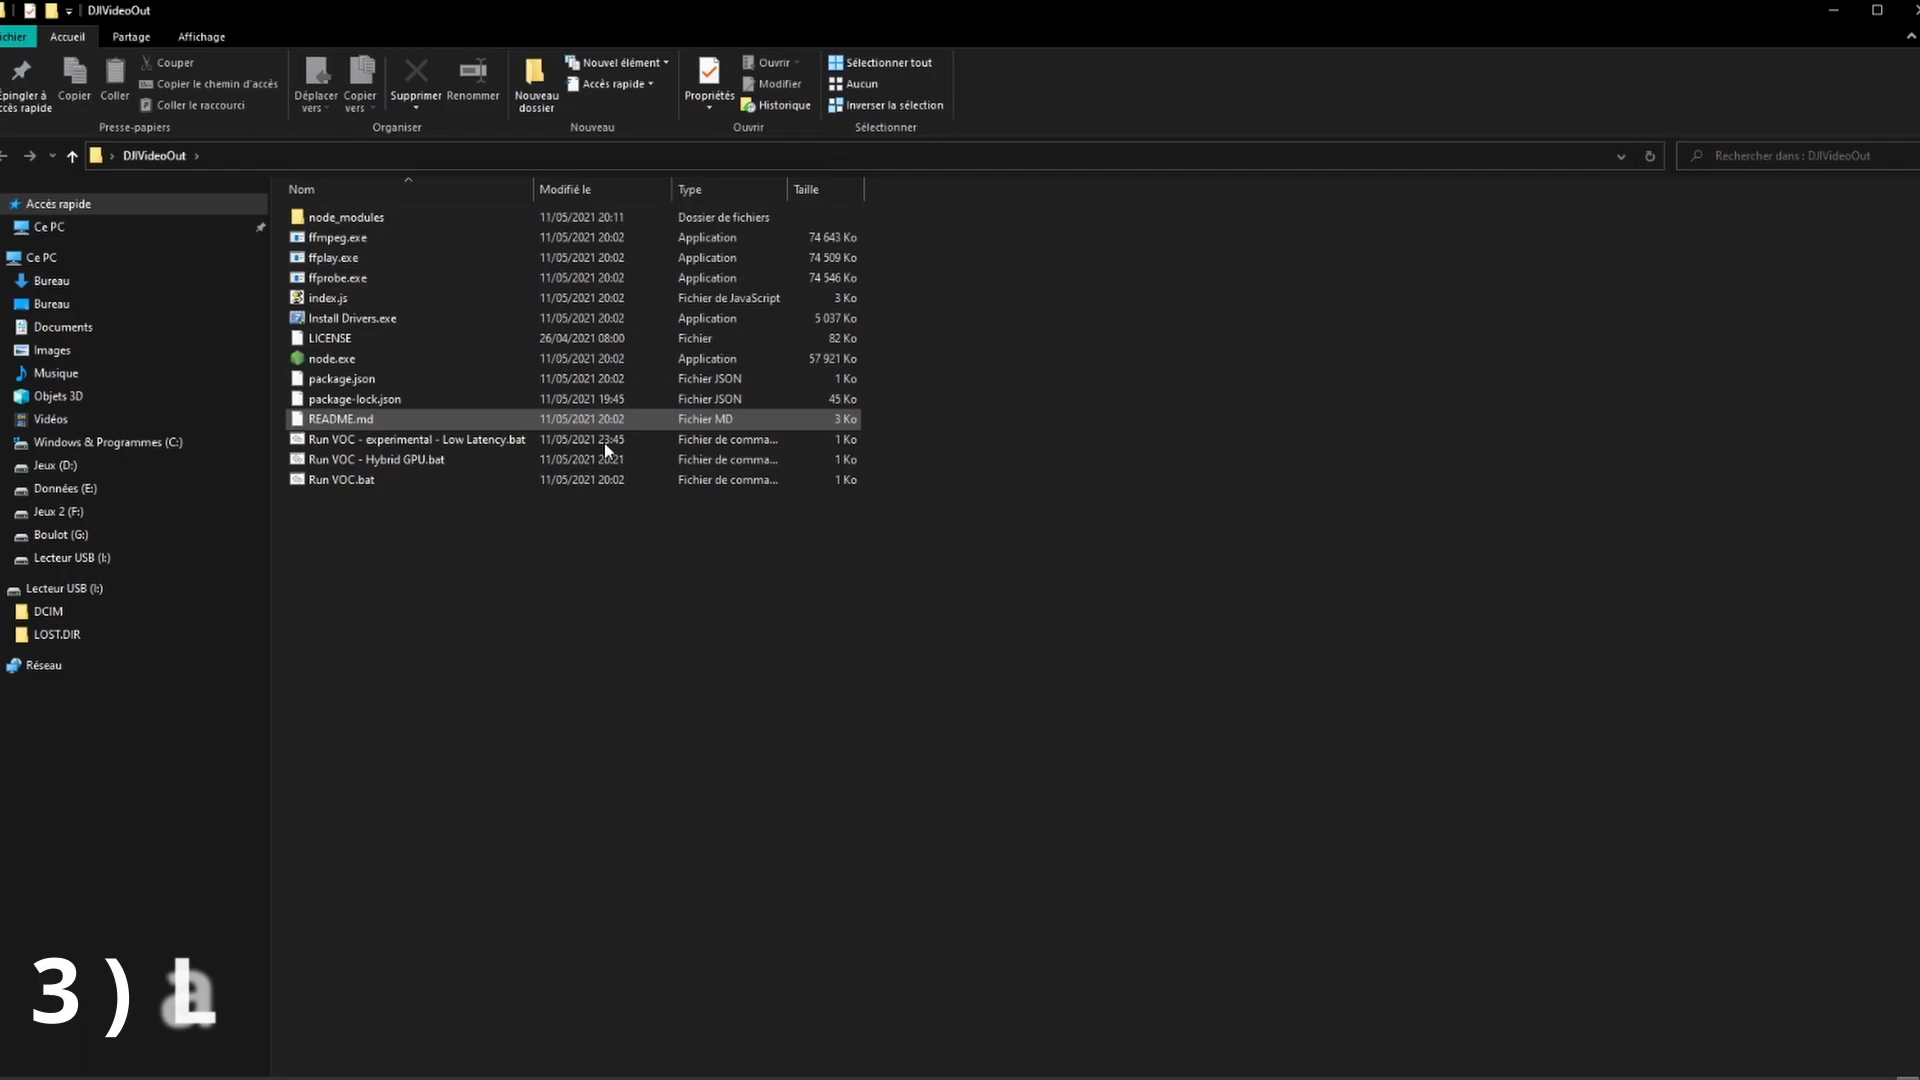 DJIVideoOut
ichier Accueil Partage Affichage
Épingler à
ccès rapide
Copier
Coller
Couper
Copier le chemin d'accès
Coller le raccourci
Presse-papiers
Déplacer
vers
Copier
vers
Supprimer
Renommer
Organiser
Nouveau
dossier
Nouvel élément
Accès rapide
Nouveau
Propriétés
Ouvrir
Modifier
Historique
Ouvrir
Sélectionner tout
Aucun
Inverser la sélection
Sélectionner
DJIVideoOut
Rechercher dans : DJIVideoOut
Accès rapide
Ce PC
Ce PC
Bureau
Bureau
Documents
Images
Musique
Objets 3D
Vidéos
Windows & Programmes (C:)
Jeux (D:)
Données (E:)
Jeux 2 (F:)
Boulot (G:)
Lecteur USB (I:)
Lecteur USB (I:)
DCIM
LOST.DIR
Réseau
Nom Modifié le Type Taille
node_modules 11/05/2021 20:11 Dossier de fichiers
ffmpeg.exe 11/05/2021 20:02 Application 74 643 Ko
ffplay.exe 11/05/2021 20:02 Application 74 509 Ko
ffprobe.exe 11/05/2021 20:02 Application 74 546 Ko
index.js 11/05/2021 20:02 Fichier de JavaScript 3 Ko
Install Drivers.exe 11/05/2021 20:02 Application 5 037 Ko
LICENSE 26/04/2021 08:00 Fichier 82 Ko
node.exe 11/05/2021 20:02 Application 57 921 Ko
package.json 11/05/2021 20:02 Fichier JSON 1 Ko
package-lock.json 11/05/2021 19:45 Fichier JSON 45 Ko
README.md 11/05/2021 20:02 Fichier MD 3 Ko
Run VOC - experimental - Low Latency.bat 11/05/2021 23:45 Fichier de comma... 1 Ko
Run VOC - Hybrid GPU.bat 11/05/2021 20:21 Fichier de comma... 1 Ko
Run VOC.bat 11/05/2021 20:02 Fichier de comma... 1 Ko
3 ) L